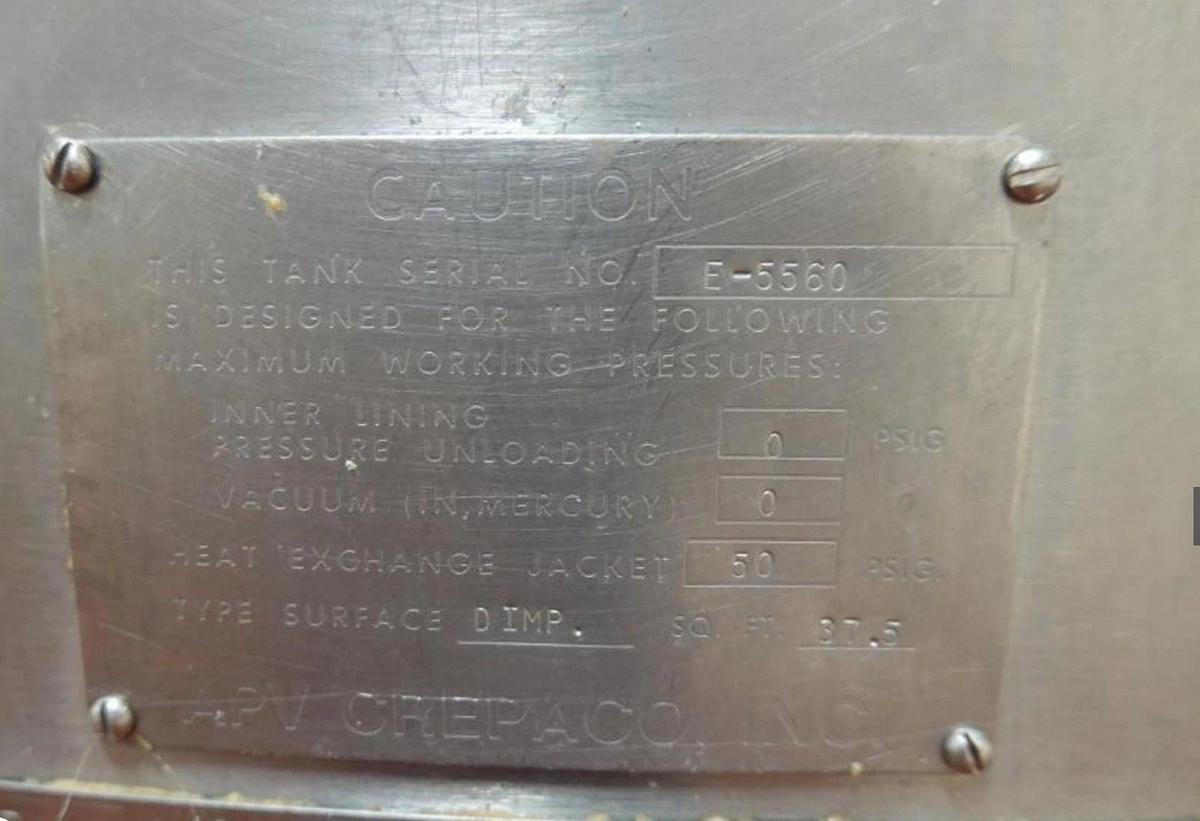 CAUTION
THIS TANK SERIAL NO. E-5560
IS DESIGNED FOR THE FOLLOWING
MAXIMUM WORKING PRESSURES:
INNER LINING
PRESSURE UNLOADING 0 PSIG
VACUUM (IN, MERCURY) 0
HEAT EXCHANGE JACKET 50 PSIG.
TYPE SURFACE DIMP. SQ. FT. 37.5
APV CREPACO, INC.